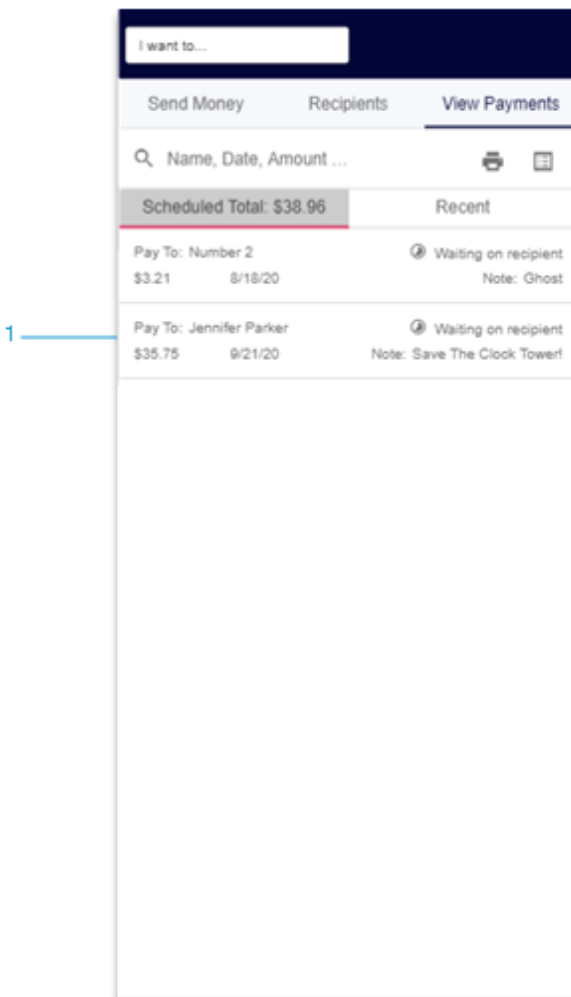 I want to...
Send Money Recipients View Payments
Name, Date, Amount ...
Scheduled Total: $38.96 Recent
Pay To: Number 2 Waiting on recipient
$3.21 8/18/20 Note: Ghost
1
Pay To: Jennifer Parker Waiting on recipient
$35.75 9/21/20 Note: Save The Clock Tower!